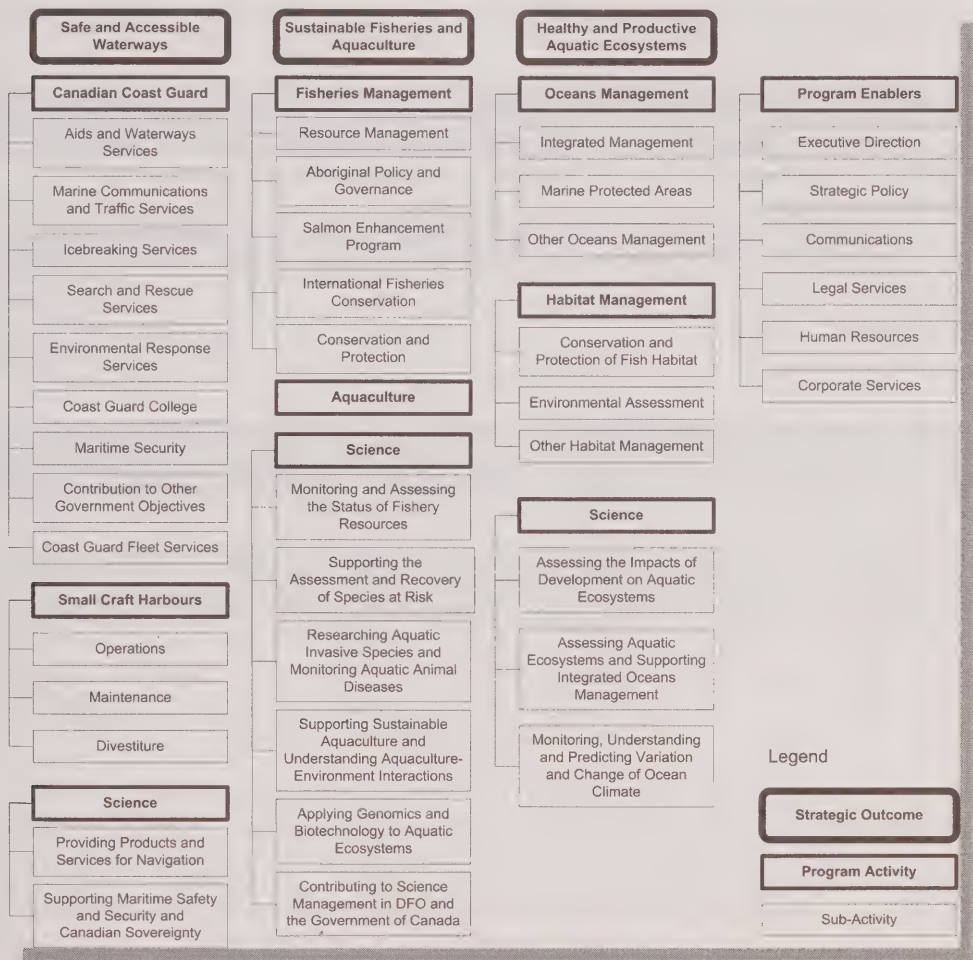 Safe and Accessible
Waterways
Canadian Coast Guard
Aids and Waterways
Services
Marine Communications
and Traffic Services
Icebreaking Services
Search and Rescue
Services
Environmental Response
Services
Coast Guard College
Maritime Security
Contribution to Other
Government Objectives
Coast Guard Fleet Services
Small Craft Harbours
Operations
Maintenance
Divestiture
Science
Providing Products and
Services for Navigation
Supporting Maritime Safety
and Security and
Canadian Sovereignty
Sustainable Fisheries and
Aquaculture
Fisheries Management
Resource Management
Aboriginal Policy and
Governance
Salmon Enhancement
Program
International Fisheries
Conservation
Conservation and
Protection
Aquaculture
Science
Monitoring and Assessing
the Status of Fishery
Resources
Supporting the
Assessment and Recovery
of Species at Risk
Researching Aquatic
Invasive Species and
Monitoring Aquatic Animal
Diseases
Supporting Sustainable
Aquaculture and
Understanding Aquaculture-
Environment Interactions
Applying Genomics and
Biotechnology to Aquatic
Ecosystems
Contributing to Science
Management in DFO and
the Government of Canada
Healthy and Productive
Aquatic Ecosystems
Oceans Management
Integrated Management
Marine Protected Areas
Other Oceans Management
Habitat Management
Conservation and
Protection of Fish Habitat
Environmental Assessment
Other Habitat Management
Science
Assessing the Impacts of
Development on Aquatic
Ecosystems
Assessing Aquatic
Ecosystems and Supporting
Integrated Oceans
Management
Monitoring, Understanding
and Predicting Variation
and Change of Ocean
Climate
Program Enablers
Executive Direction
Strategic Policy
Communications
Legal Services
Human Resources
Corporate Services
Legend
Strategic Outcome
Program Activity
Sub-Activity